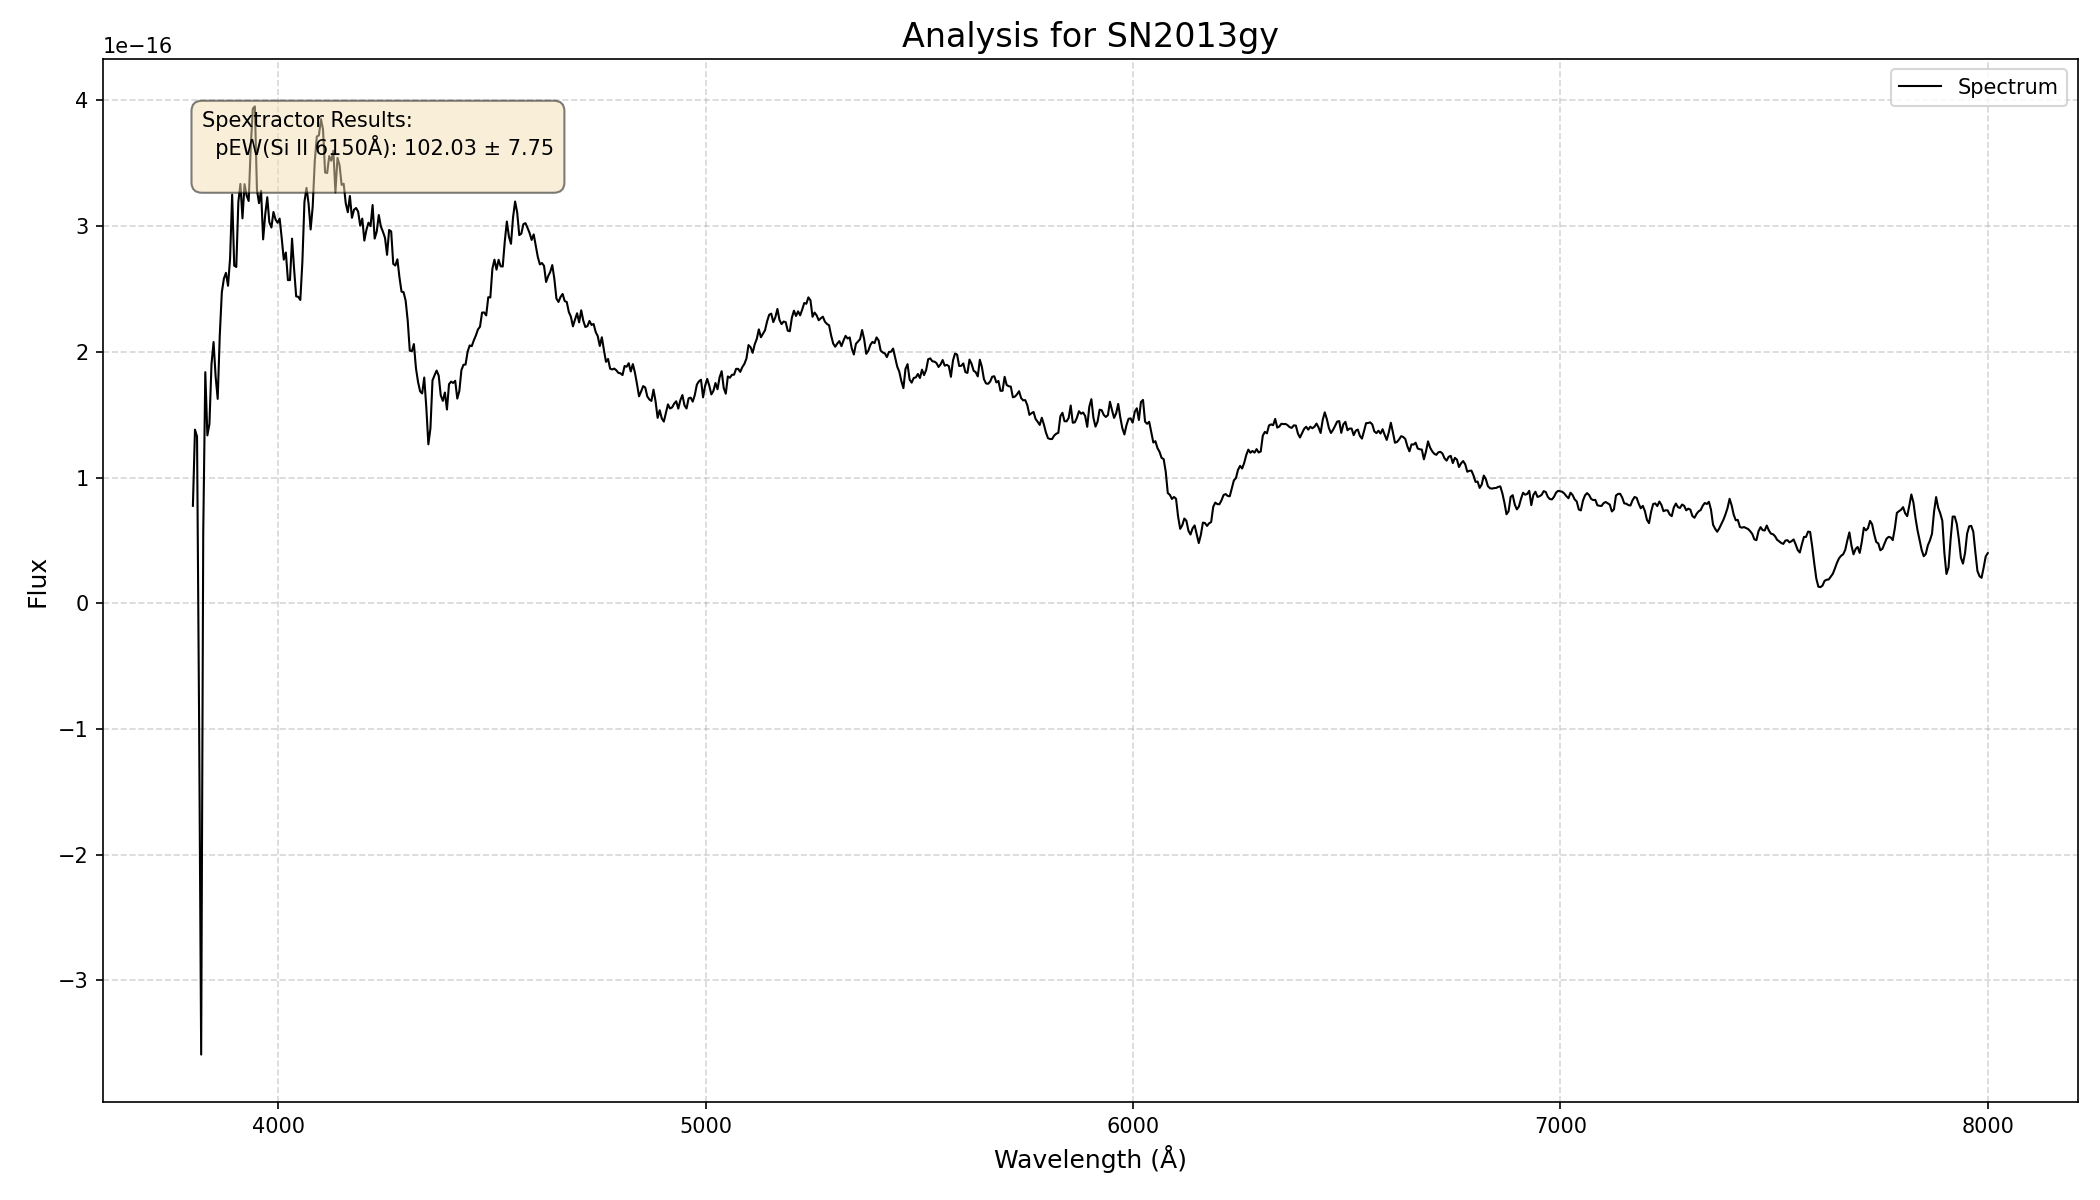 Analysis for SN2013gy
1e−16
Spectrum
Spextractor Results:
pEW(Si II 6150Å): 102.03 ± 7.75
4
3
2
1
0
−1
−2
−3
Flux
4000
5000
6000
7000
8000
Wavelength (Å)